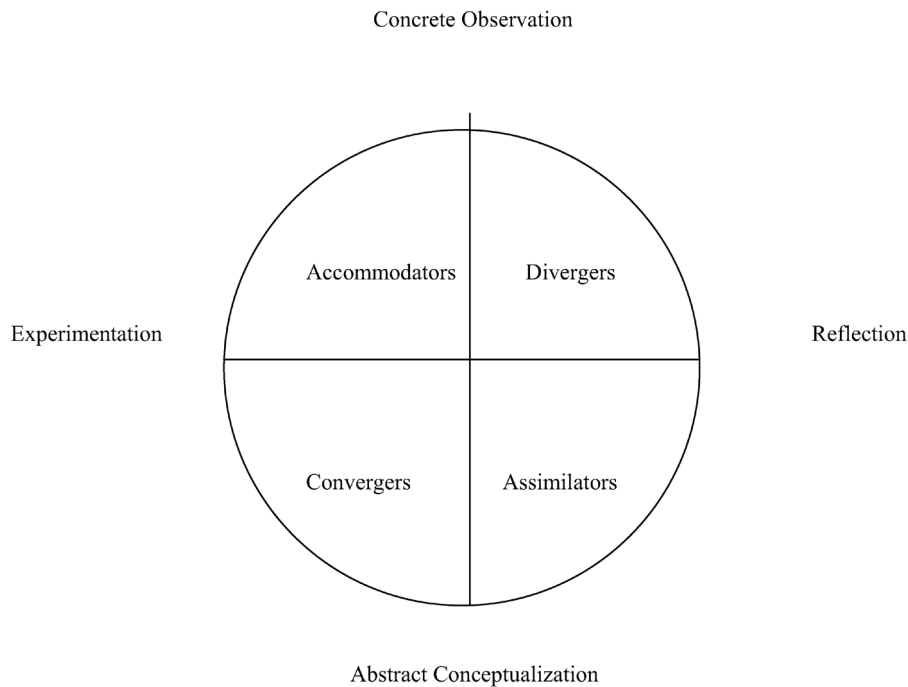 Concrete Observation
Accommodators
Divergers
Experimentation
Reflection
Convergers
Assimilators
Abstract Conceptualization